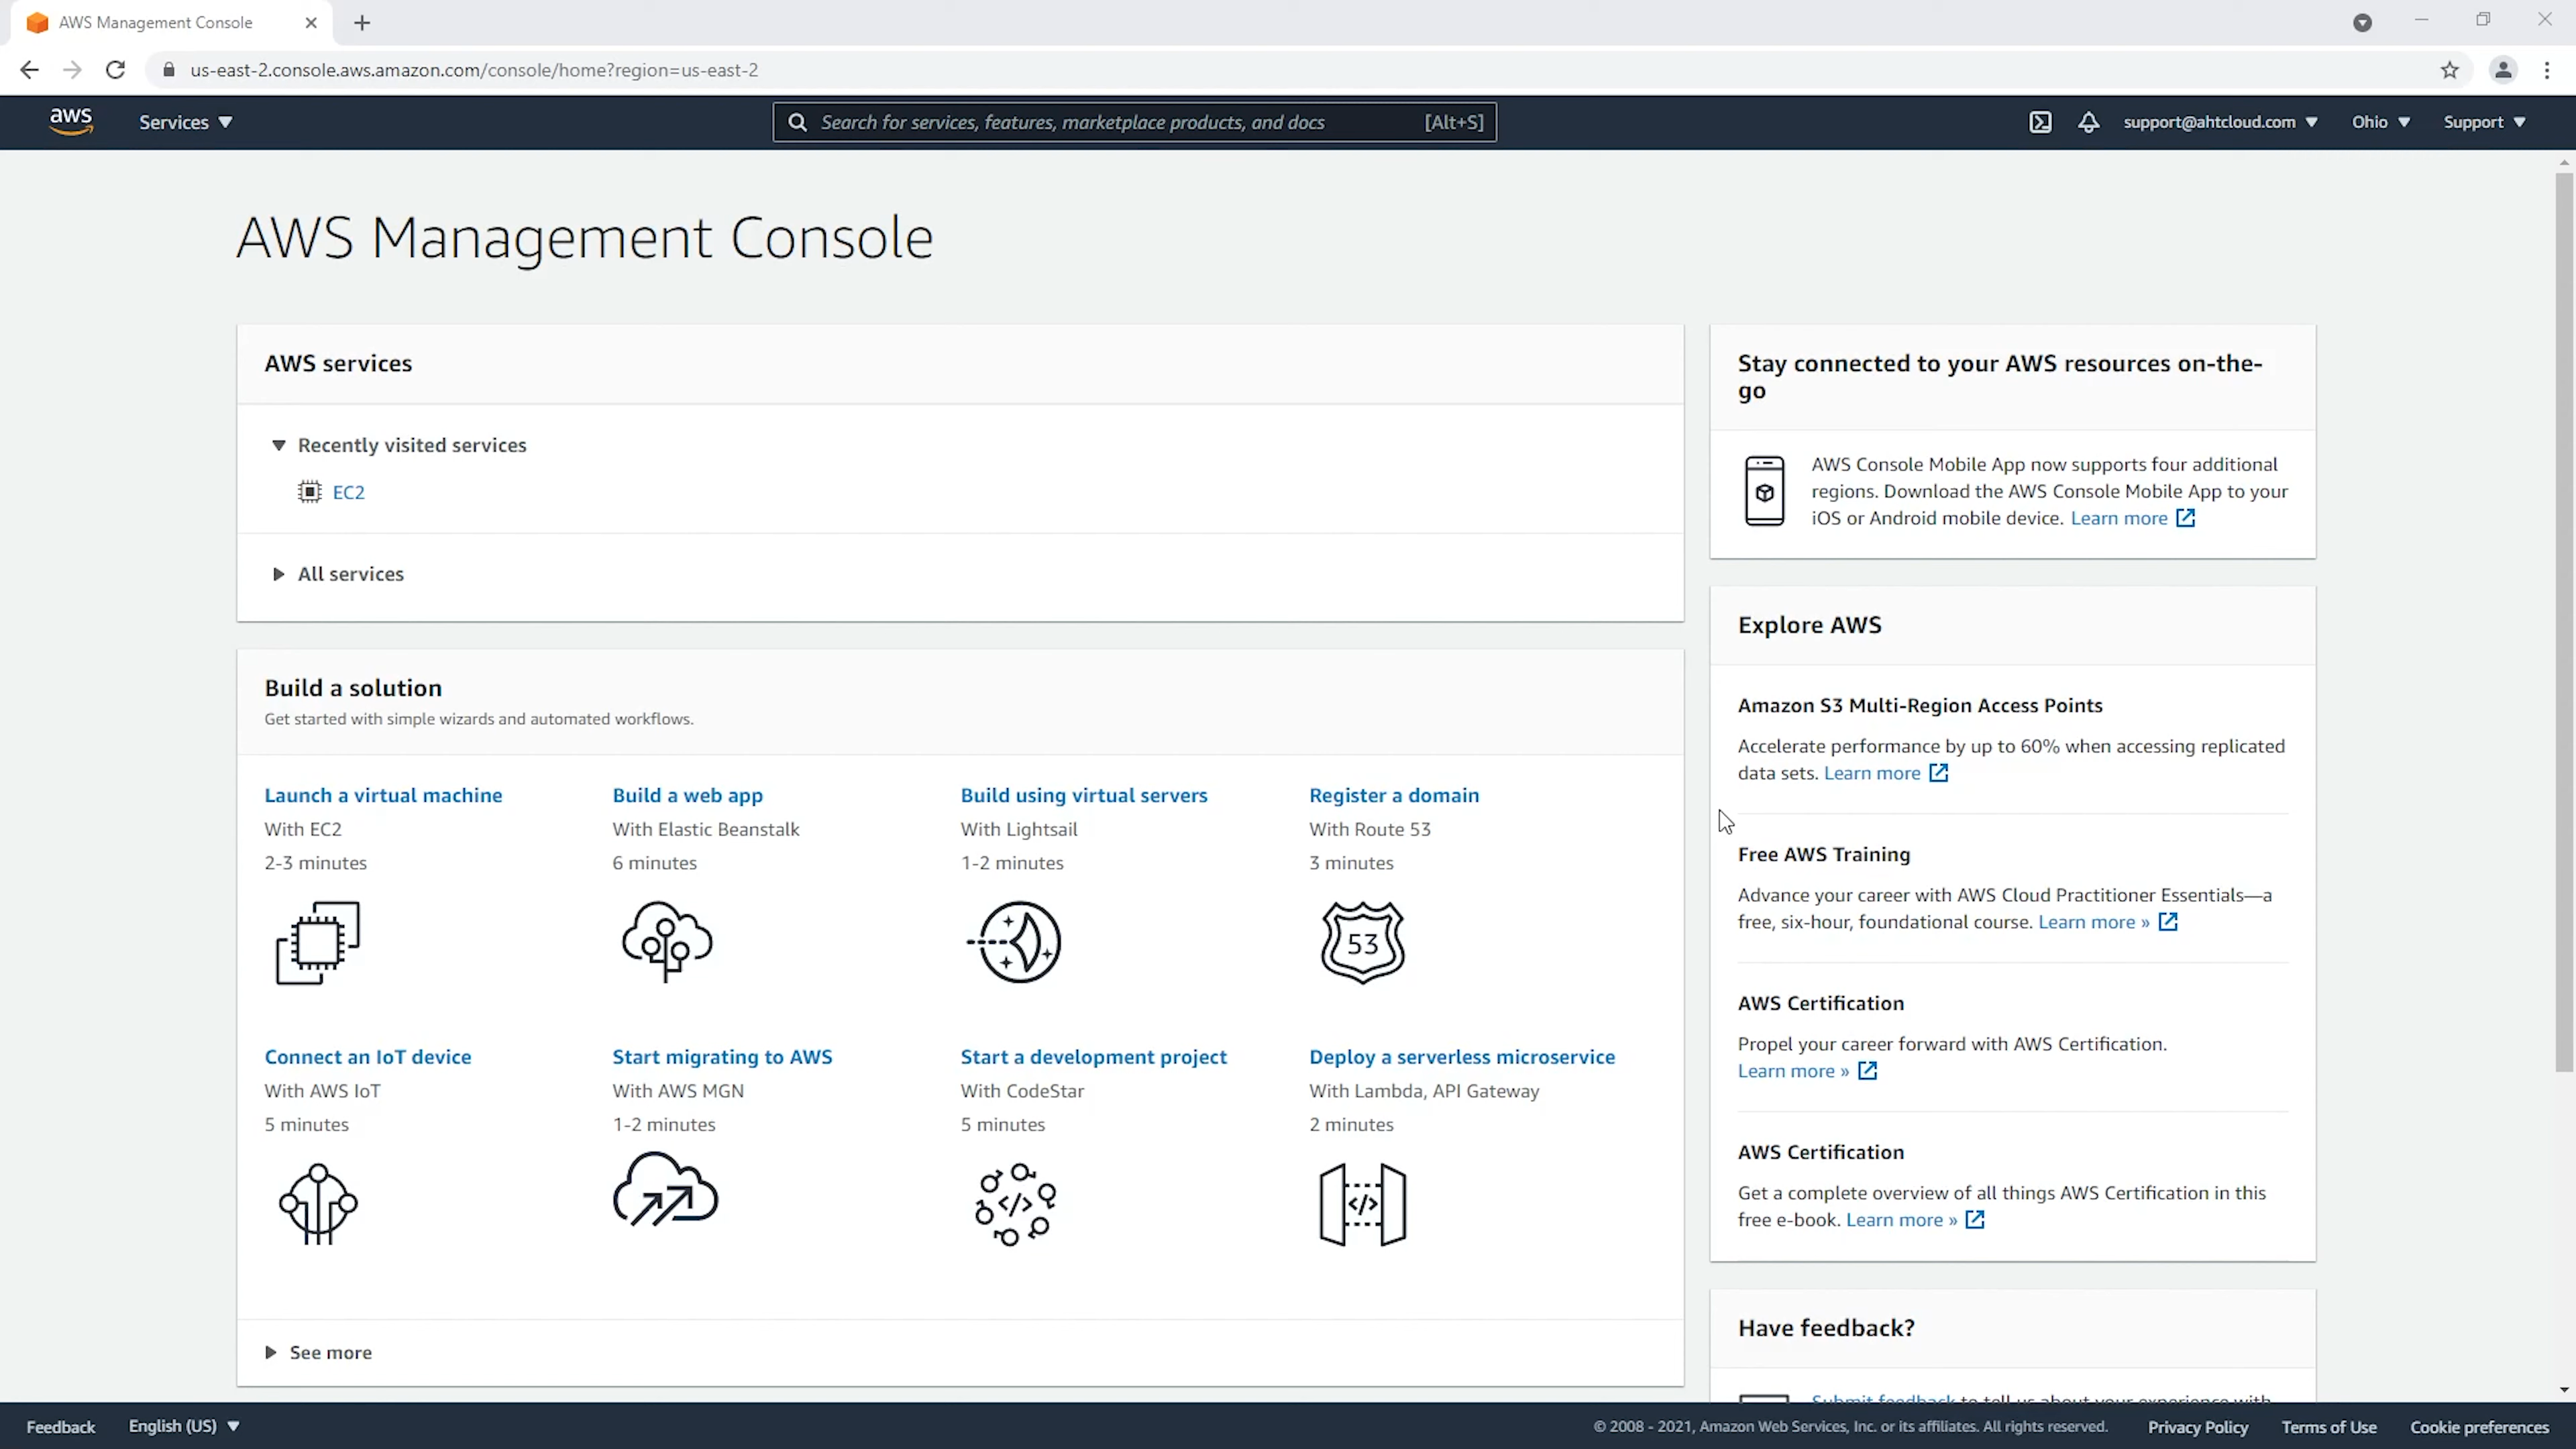 AWS Management Console
us-east-2.console.aws.amazon.com/console/home?region=us-east-2
aws
Services
Search for services, features, marketplace products, and docs
[Alt+S]
support@ahtcloud.com
Ohio
Support
AWS Management Console
AWS services
Recently visited services
EC2
All services
Build a solution
Get started with simple wizards and automated workflows.
Launch a virtual machine
With EC2
2-3 minutes
Build a web app
With Elastic Beanstalk
6 minutes
Build using virtual servers
With Lightsail
1-2 minutes
Register a domain
With Route 53
3 minutes
53
Connect an IoT device
With AWS IoT
5 minutes
Start migrating to AWS
With AWS MGN
1-2 minutes
Start a development project
With CodeStar
5 minutes
</>
Deploy a serverless microservice
With Lambda, API Gateway
2 minutes
</>
See more
Stay connected to your AWS resources on-the-
go
AWS Console Mobile App now supports four additional
regions. Download the AWS Console Mobile App to your
iOS or Android mobile device. Learn more
Explore AWS
Amazon S3 Multi-Region Access Points
Accelerate performance by up to 60% when accessing replicated
data sets. Learn more
Free AWS Training
Advance your career with AWS Cloud Practitioner Essentials—a
free, six-hour, foundational course. Learn more »
AWS Certification
Propel your career forward with AWS Certification.
Learn more »
AWS Certification
Get a complete overview of all things AWS Certification in this
free e-book. Learn more »
Have feedback?
Submit feedback to tell us about your experience with
Feedback
English (US)
© 2008 - 2021, Amazon Web Services, Inc. or its affiliates. All rights reserved.
Privacy Policy
Terms of Use
Cookie preferences